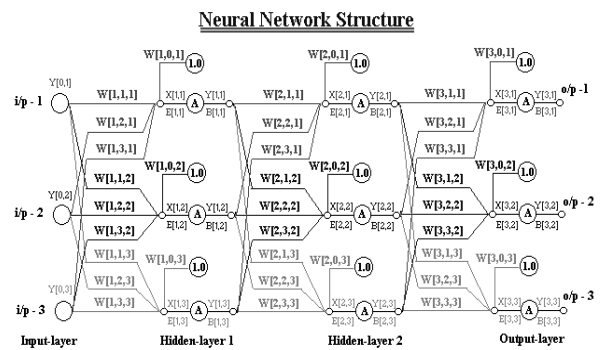 Neural Network Structure
W[1,0,1] 1.0 W[2,0,1] 1.0 W[3,0,1] 1.0
Y[0,1] o/p -1
i/p - 1 W[1,1,1] X[1,1] A Y[1,1] W[2,1,1] X[2,1] A Y[2,1] W[3,1,1] X[3,1] A Y[3,1]
E[1,1] B[1,1] E[2,1] B[2,1] E[3,1] B[3,1]
W[1,2,1] W[2,2,1] W[3,2,1]
W[1,3,1] W[2,3,1] W[3,3,1]
W[1,0,2] 1.0 W[2,0,2] 1.0 W[3,0,2] 1.0
W[1,1,2] W[2,1,2] W[3,1,2]
Y[0,2]
i/p - 2 W[1,2,2] X[1,2] A Y[1,2] W[2,2,2] X[2,2] A Y[2,2] W[3,2,2] X[3,2] A Y[3,2] o/p - 2
E[1,2] B[1,2] E[2,2] B[2,2] E[3,2] B[3,2]
W[1,3,2] W[2,3,2] W[3,3,2]
W[1,1,3] W[1,0,3] 1.0 W[2,1,3] W[2,0,3] 1.0 W[3,1,3] W[3,0,3] 1.0
W[1,2,3] W[2,2,3] W[3,2,3]
Y[0,3] o/p - 3
i/p - 3 W[1,3,3] X[1,3] A Y[1,3] W[2,3,3] X[2,3] A Y[2,3] W[3,3,3] X[3,3] A Y[3,3]
E[1,3] B[1,3] E[2,3] B[2,3] E[3,3] B[3,3]
Input-layer Hidden-layer 1 Hidden-layer 2 Output-layer